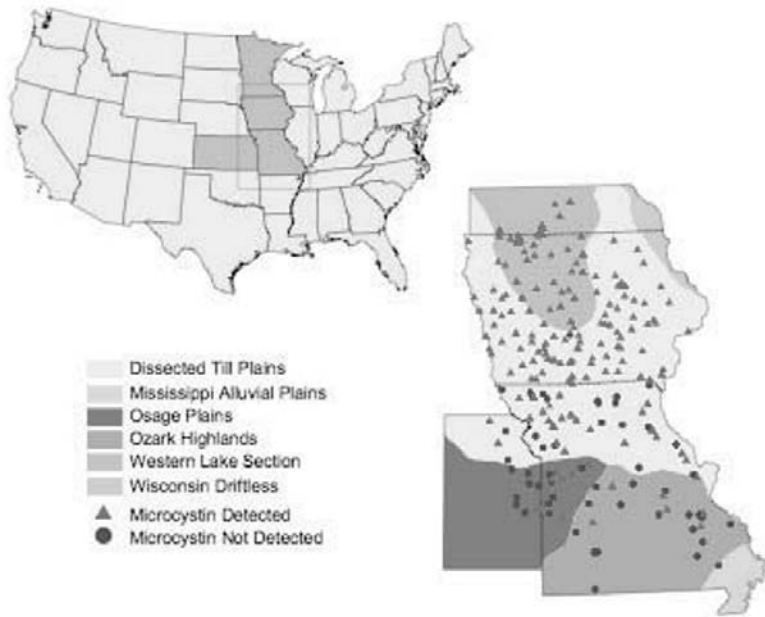 Dissected Till Plains
Mississippi Alluvial Plains
Osage Plains
Ozark Highlands
Western Lake Section
Wisconsin Driftless
Microcystin Detected
Microcystin Not Detected